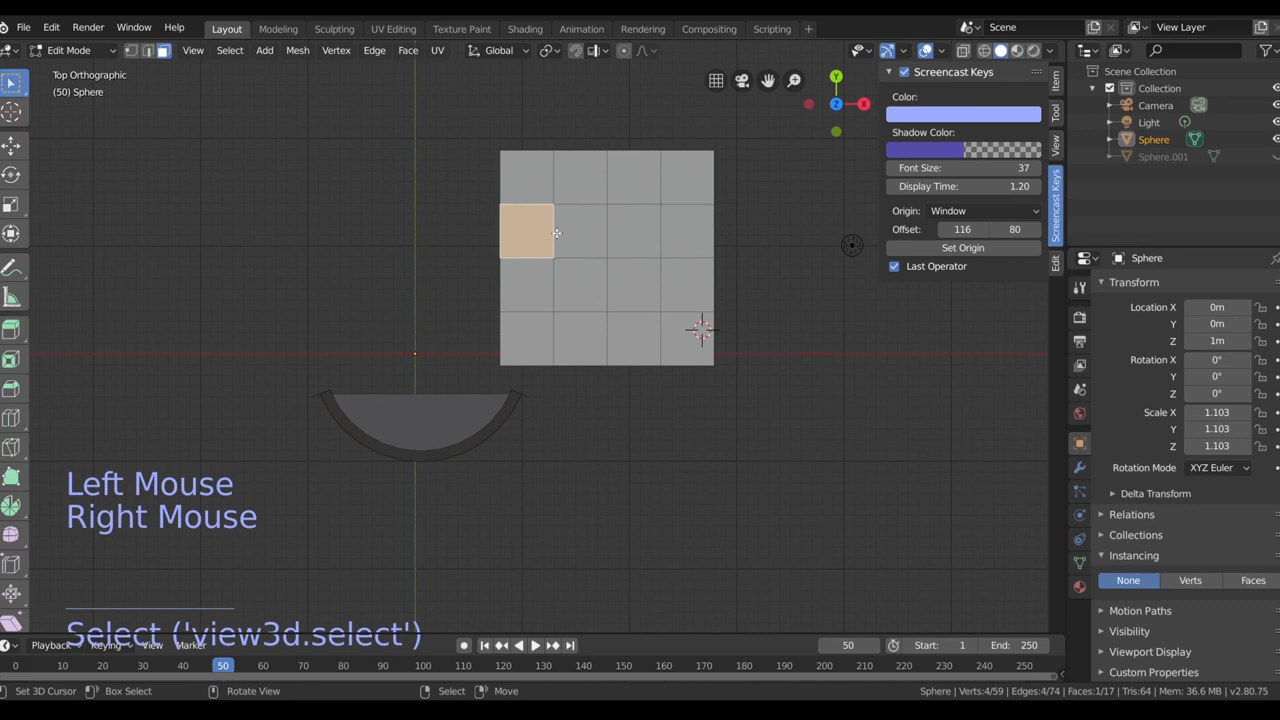 File Edit Render Window Help Layout Modeling Sculpting UV Editing Texture Paint Shading Animation Rendering Compositing Scripting + Scene View Layer
Edit Mode View Select Add Mesh Vertex Edge Face UV Global
Top Orthographic
(50) Sphere
Screencast Keys
Color:
Shadow Color:
Font Size: 37
Display Time: 1.20
Origin: Window
Offset: 116 80
Set Origin
Last Operator
Item
Tool
View
Screencast Keys
Edit
Y
Z
X
Scene Collection
Collection
Camera
Light
Sphere
Sphere.001
Sphere
Transform
Location X 0m
Y 0m
Z 1m
Rotation X 0°
Y 0°
Z 0°
Scale X 1.103
Y 1.103
Z 1.103
Rotation Mode XYZ Euler
Delta Transform
Relations
Collections
Instancing
None Verts Faces
Motion Paths
Visibility
Viewport Display
Custom Properties
Left Mouse
Right Mouse
Select ('view3d.select')
Playback Keying View Marker 50 Start: 1 End: 250
0 10 20 30 40 50 60 70 80 90 100 110 120 130 140 150 160 170 180 190 200 210 220 230 240 250
Set 3D Cursor Box Select Rotate View Select Move Sphere | Verts:4/59 | Edges:4/74 | Faces:1/17 | Tris:64 | Mem: 36.6 MB | v2.80.75